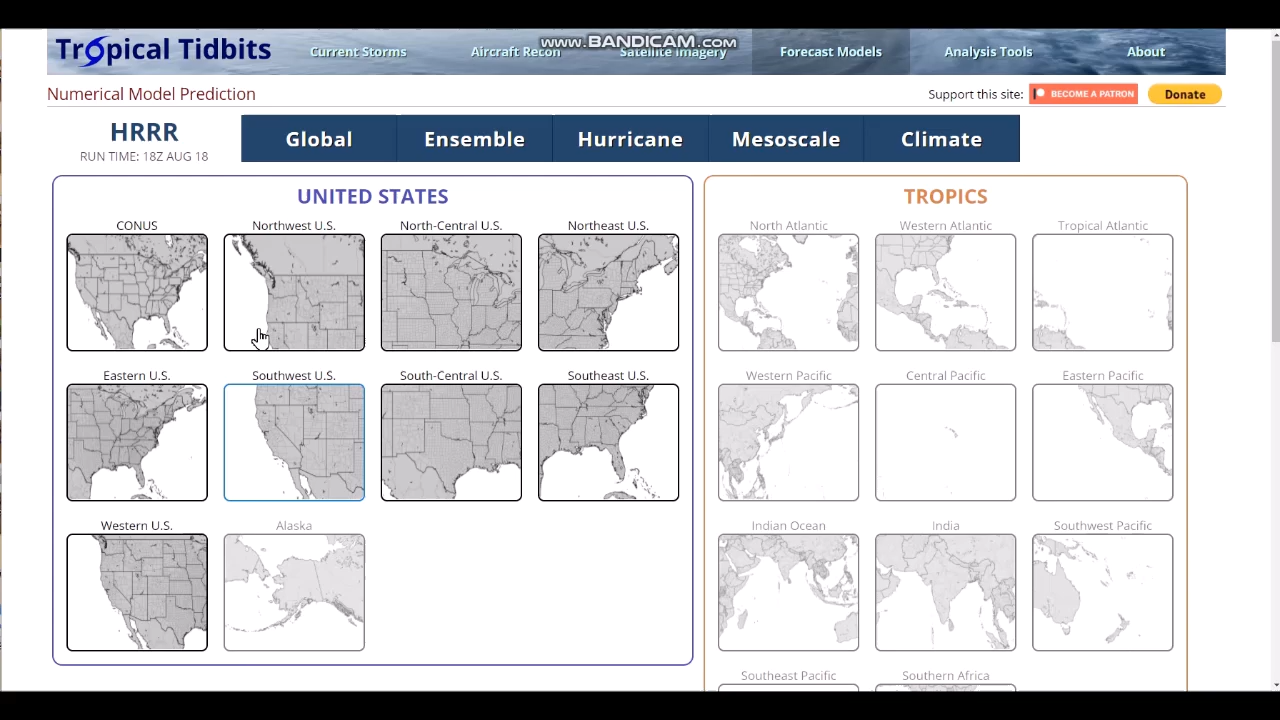 www.BANDICAM.com
Tropical Tidbits
Current Storms
Aircraft Recon
Satellite Imagery
Forecast Models
Analysis Tools
About
Numerical Model Prediction
Support this site:
BECOME A PATRON
Donate
HRRR
RUN TIME: 18Z AUG 18
Global
Ensemble
Hurricane
Mesoscale
Climate
UNITED STATES
CONUS
Northwest U.S.
North-Central U.S.
Northeast U.S.
Eastern U.S.
Southwest U.S.
South-Central U.S.
Southeast U.S.
Western U.S.
Alaska
TROPICS
North Atlantic
Western Atlantic
Tropical Atlantic
Western Pacific
Central Pacific
Eastern Pacific
Indian Ocean
India
Southwest Pacific
Southeast Pacific
Southern Africa